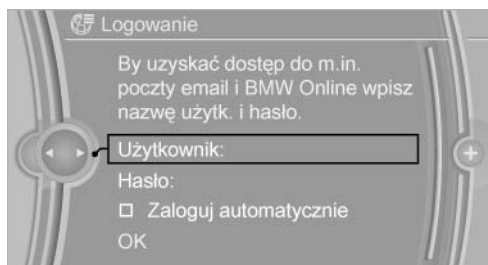 Logowanie
By uzyskać dostęp do m.in.
poczty email i BMW Online wpisz
nazwę użytk. i hasło.
Użytkownik:
Hasło:
Zaloguj automatycznie
OK